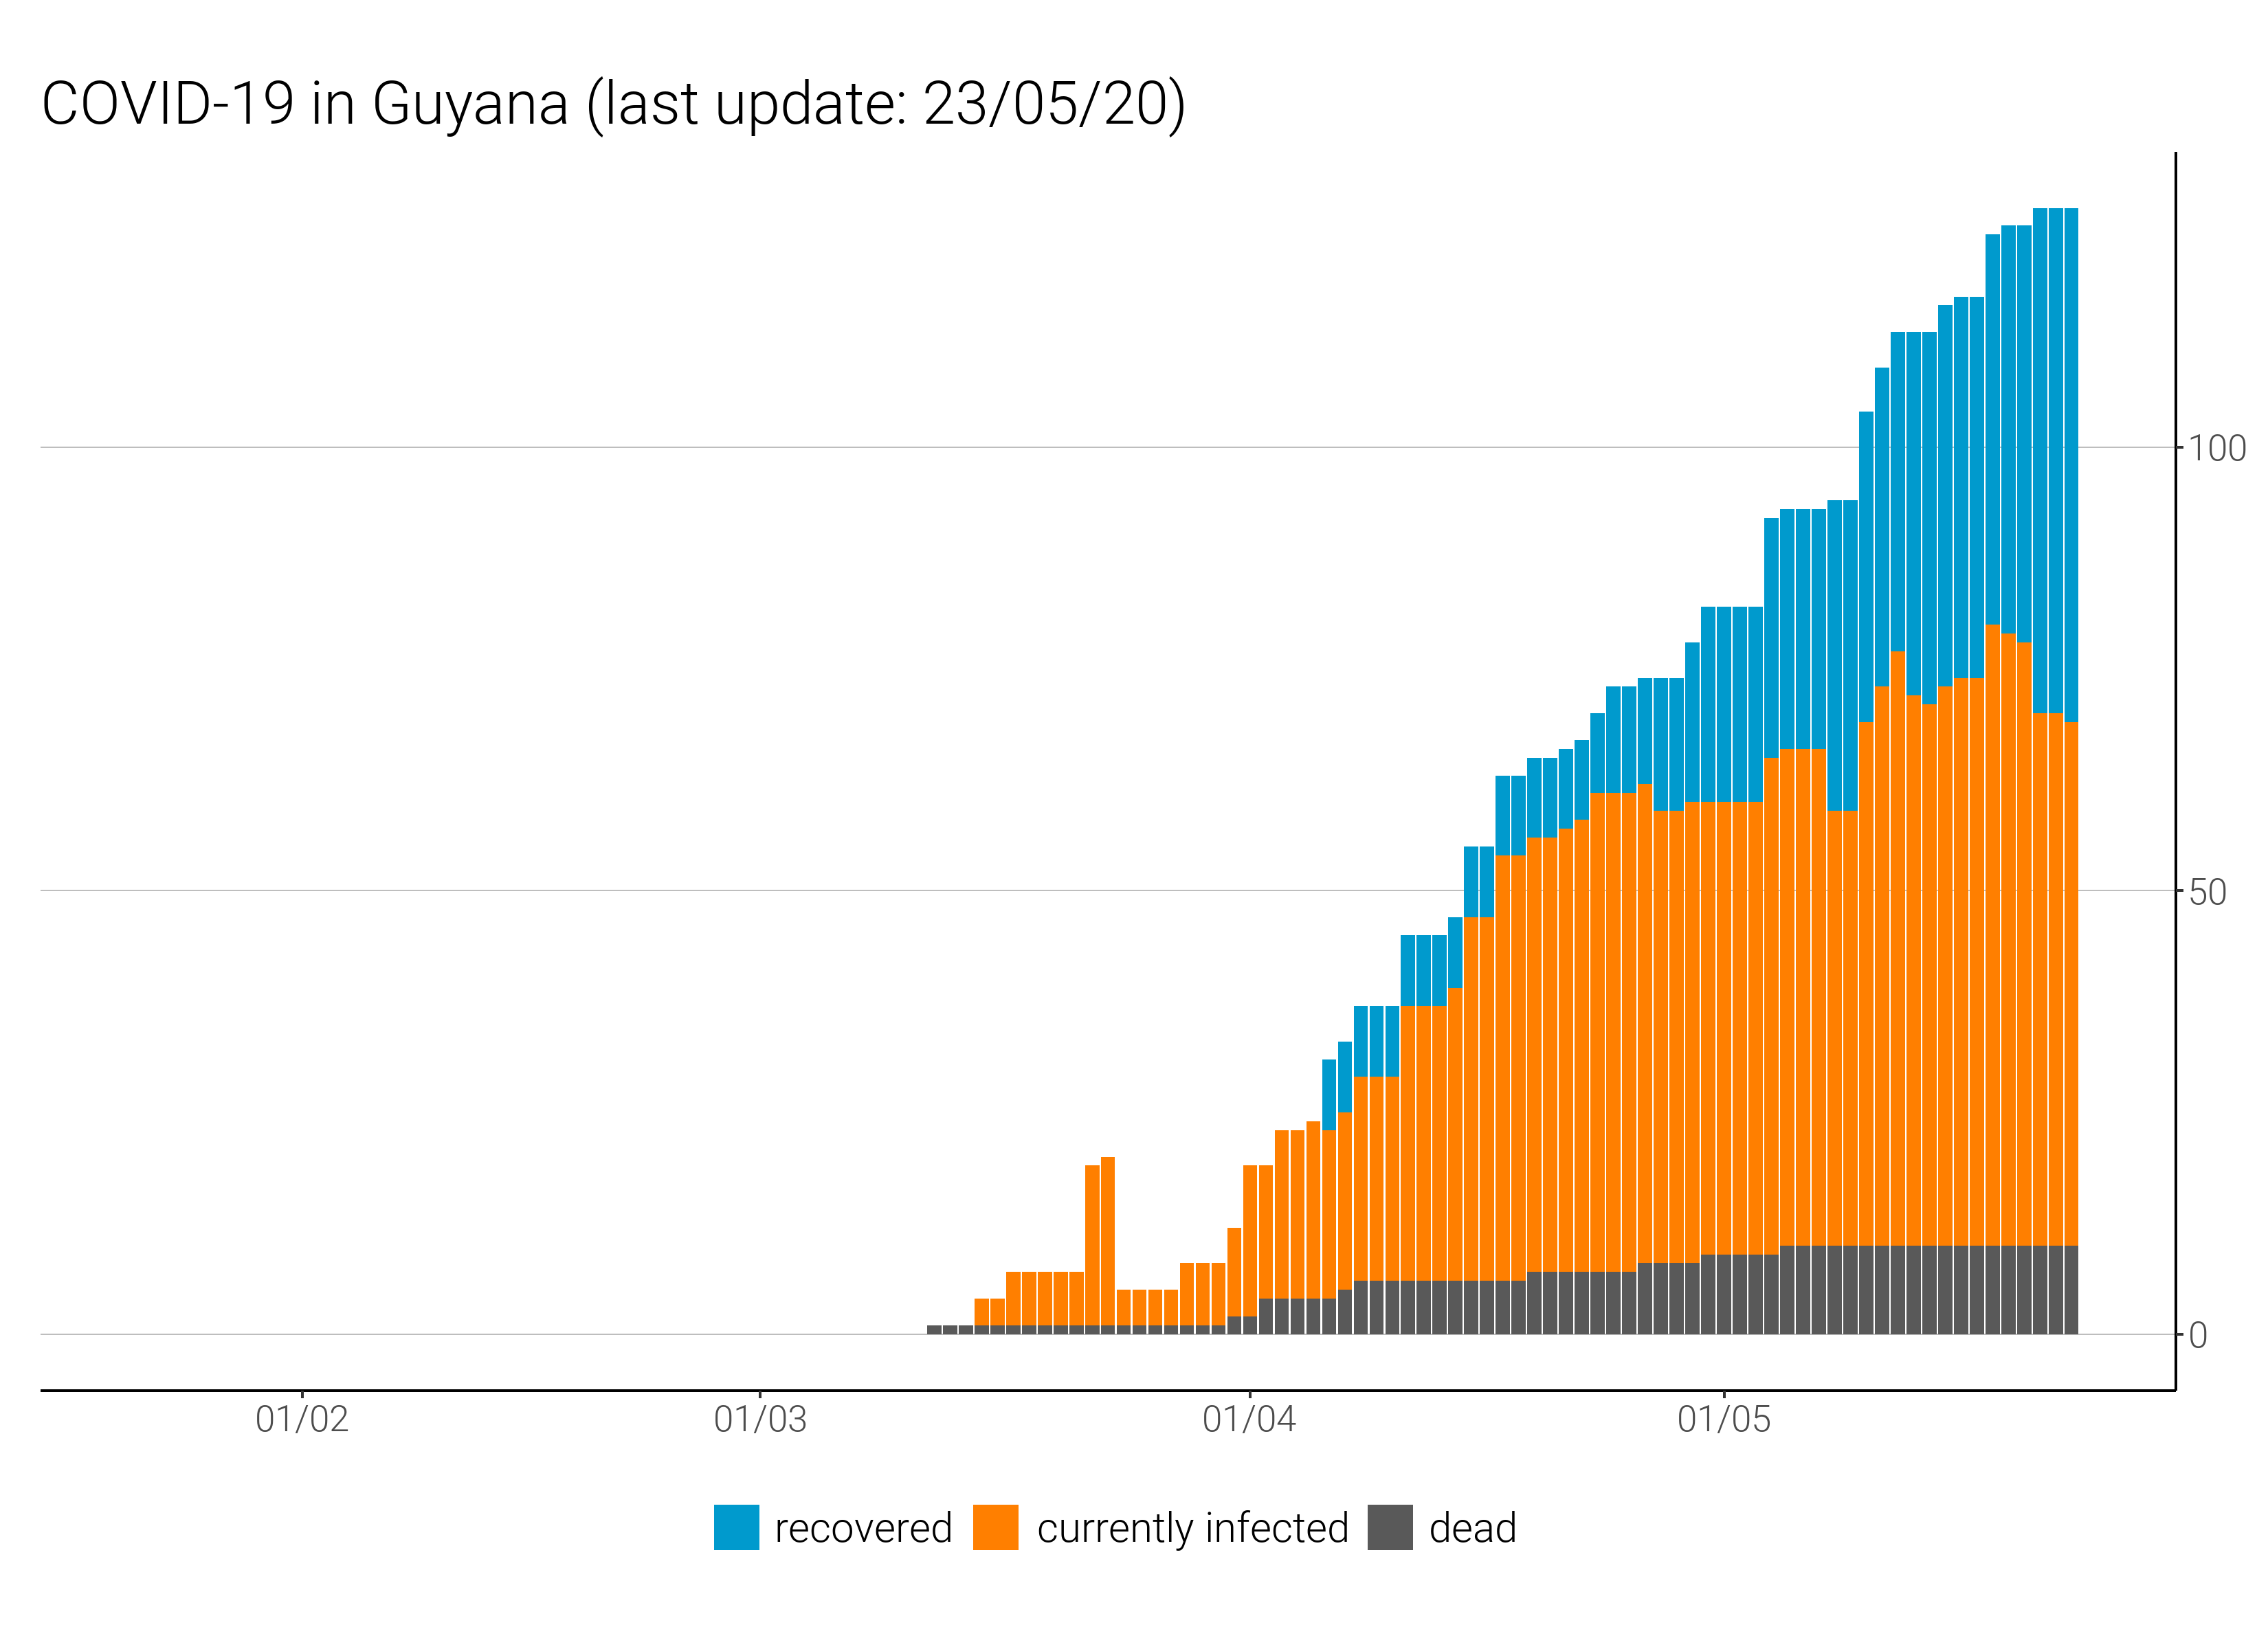 COVID-19 in Guyana (last update: 23/05/20)
100
50
0
01/02 01/03 01/04 01/05
recovered currently infected dead